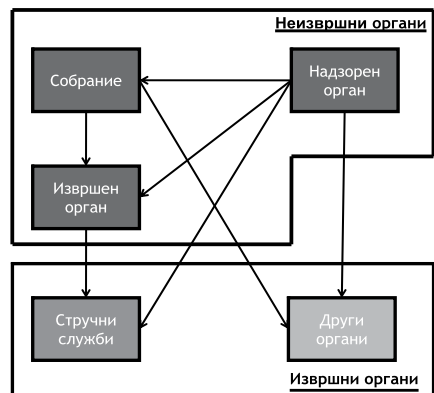 Неизвршни органи
Собрание
Надзорен
орган
Извршен
орган
Стручни
служби
Други
органи
Извршни органи